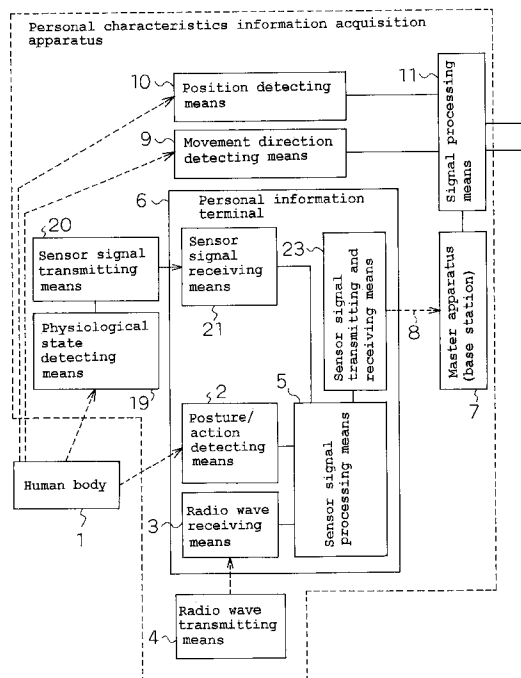 Personal characteristics information acquisition
apparatus
10
Position detecting
means
11
Signal processing
means
9
Movement direction
detecting means
6
Personal information
terminal
20
Sensor signal
transmitting
means
Sensor signal
receiving
means
21
23
Sensor signal
transmitting and
receiving means
8
Master apparatus
(base station)
7
Physiological
state
detecting
means
19
2
Posture/
action
detecting
means
5
Sensor signal
processing means
Human body
1
3
Radio wave
receiving
means
4
Radio wave
transmitting
means